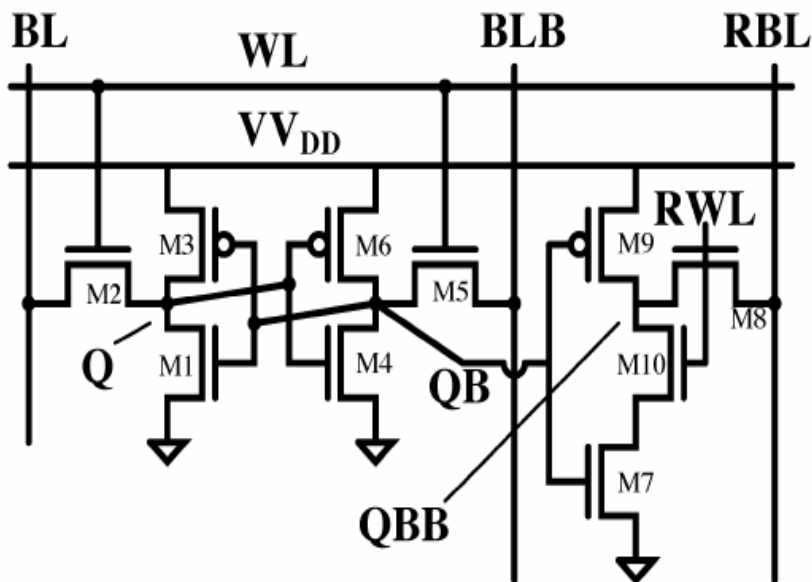 BL BLB RBL
WL
VVDD
RWL
M3 M6 M9
M2 M5 M8
Q M1 M4 QB M10
M7
QBB